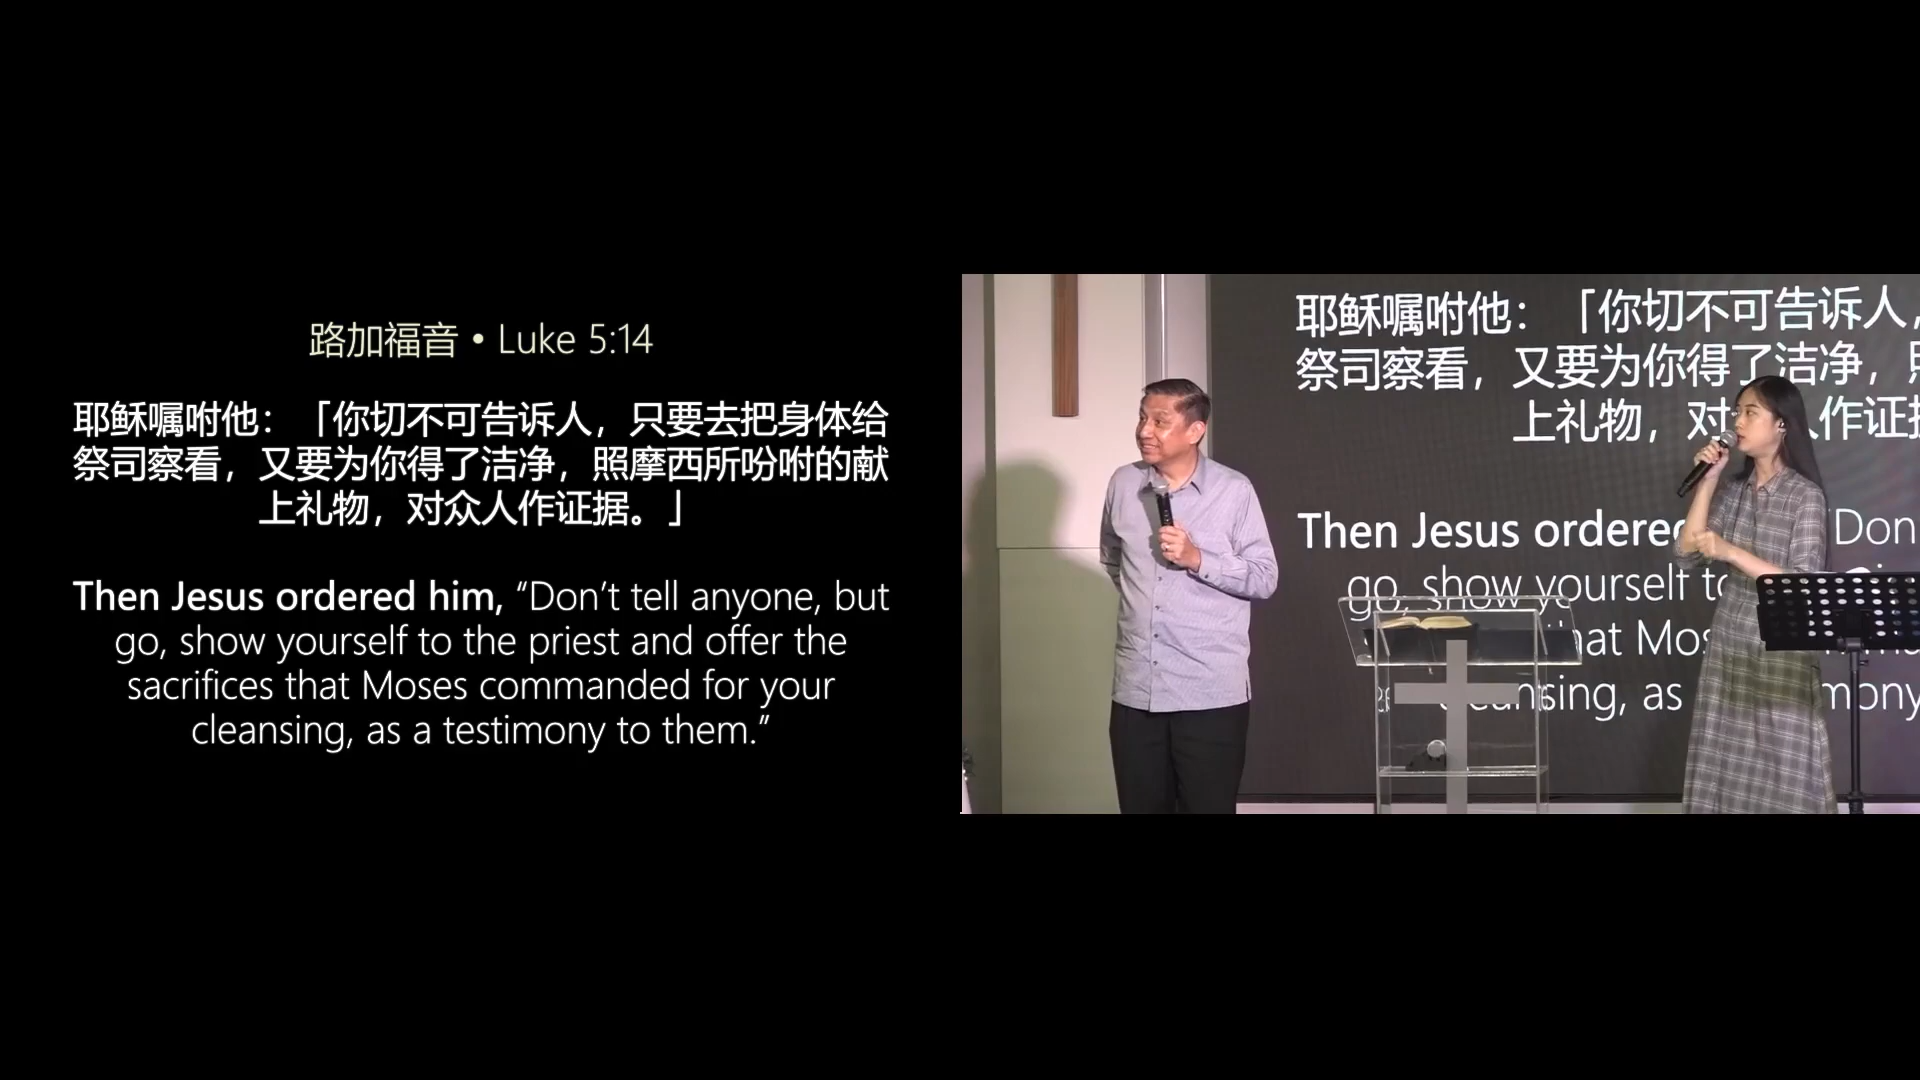 路加福音 • Luke 5:14
耶稣嘱咐他：「你切不可告诉人，只要去把身体给
祭司察看，又要为你得了洁净，照摩西所吩咐的献
上礼物，对众人作证据。」
Then Jesus ordered him, “Don’t tell anyone, but
go, show yourself to the priest and offer the
sacrifices that Moses commanded for your
cleansing, as a testimony to them.”
耶稣嘱咐他：「你切不可告诉人，
祭司察看，又要为你得了洁净，
上礼物，对 人作证
Then Jesus ordered “Don
go, show yourself to
that Mos
cleansing, as mony